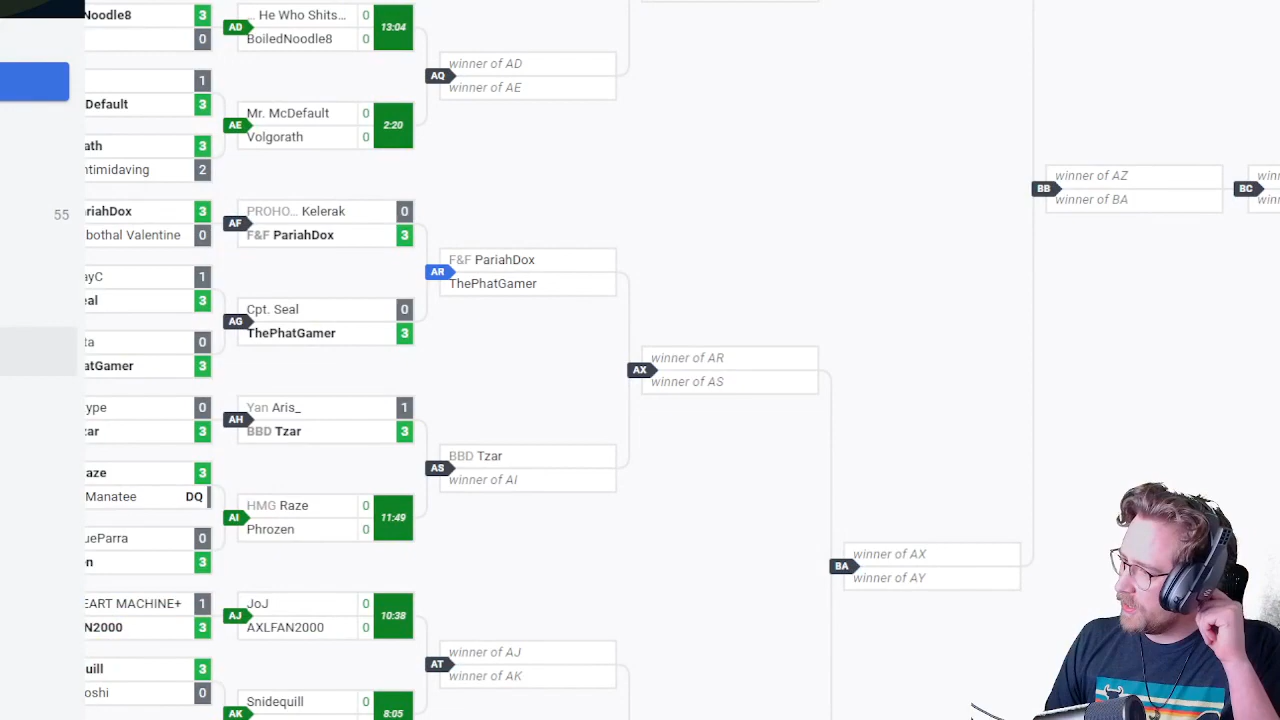 Noodle8 3
0
AD
... He Who Shits... 0
BoiledNoodle8 0
13:04
AQ
winner of AD
winner of AE
1
Default 3
AE
Mr. McDefault 0
Volgorath 0
2:20
ath 3
ntimidaving 2
BB
winner of AZ
winner of BA
BC
winn
winn
55
riahDox 3
bothal Valentine 0
AF
PROHO... Kelerak 0
F&F PariahDox 3
AR
F&F PariahDox
ThePhatGamer
ayC 1
eal 3
AG
Cpt. Seal 0
ThePhatGamer 3
ta 0
atGamer 3
AX
winner of AR
winner of AS
ype 0
zar 3
AH
Yan Aris_ 1
BBD Tzar 3
AS
BBD Tzar
winner of AI
aze 3
Manatee DQ
AI
HMG Raze 0
Phrozen 0
11:49
ueParra 0
en 3
BA
winner of AX
winner of AY
EART MACHINE+ 1
N2000 3
AJ
JoJ 0
AXLFAN2000 0
10:38
AT
winner of AJ
winner of AK
uill 3
oshi 0
AK
Snidequill 0
8:05